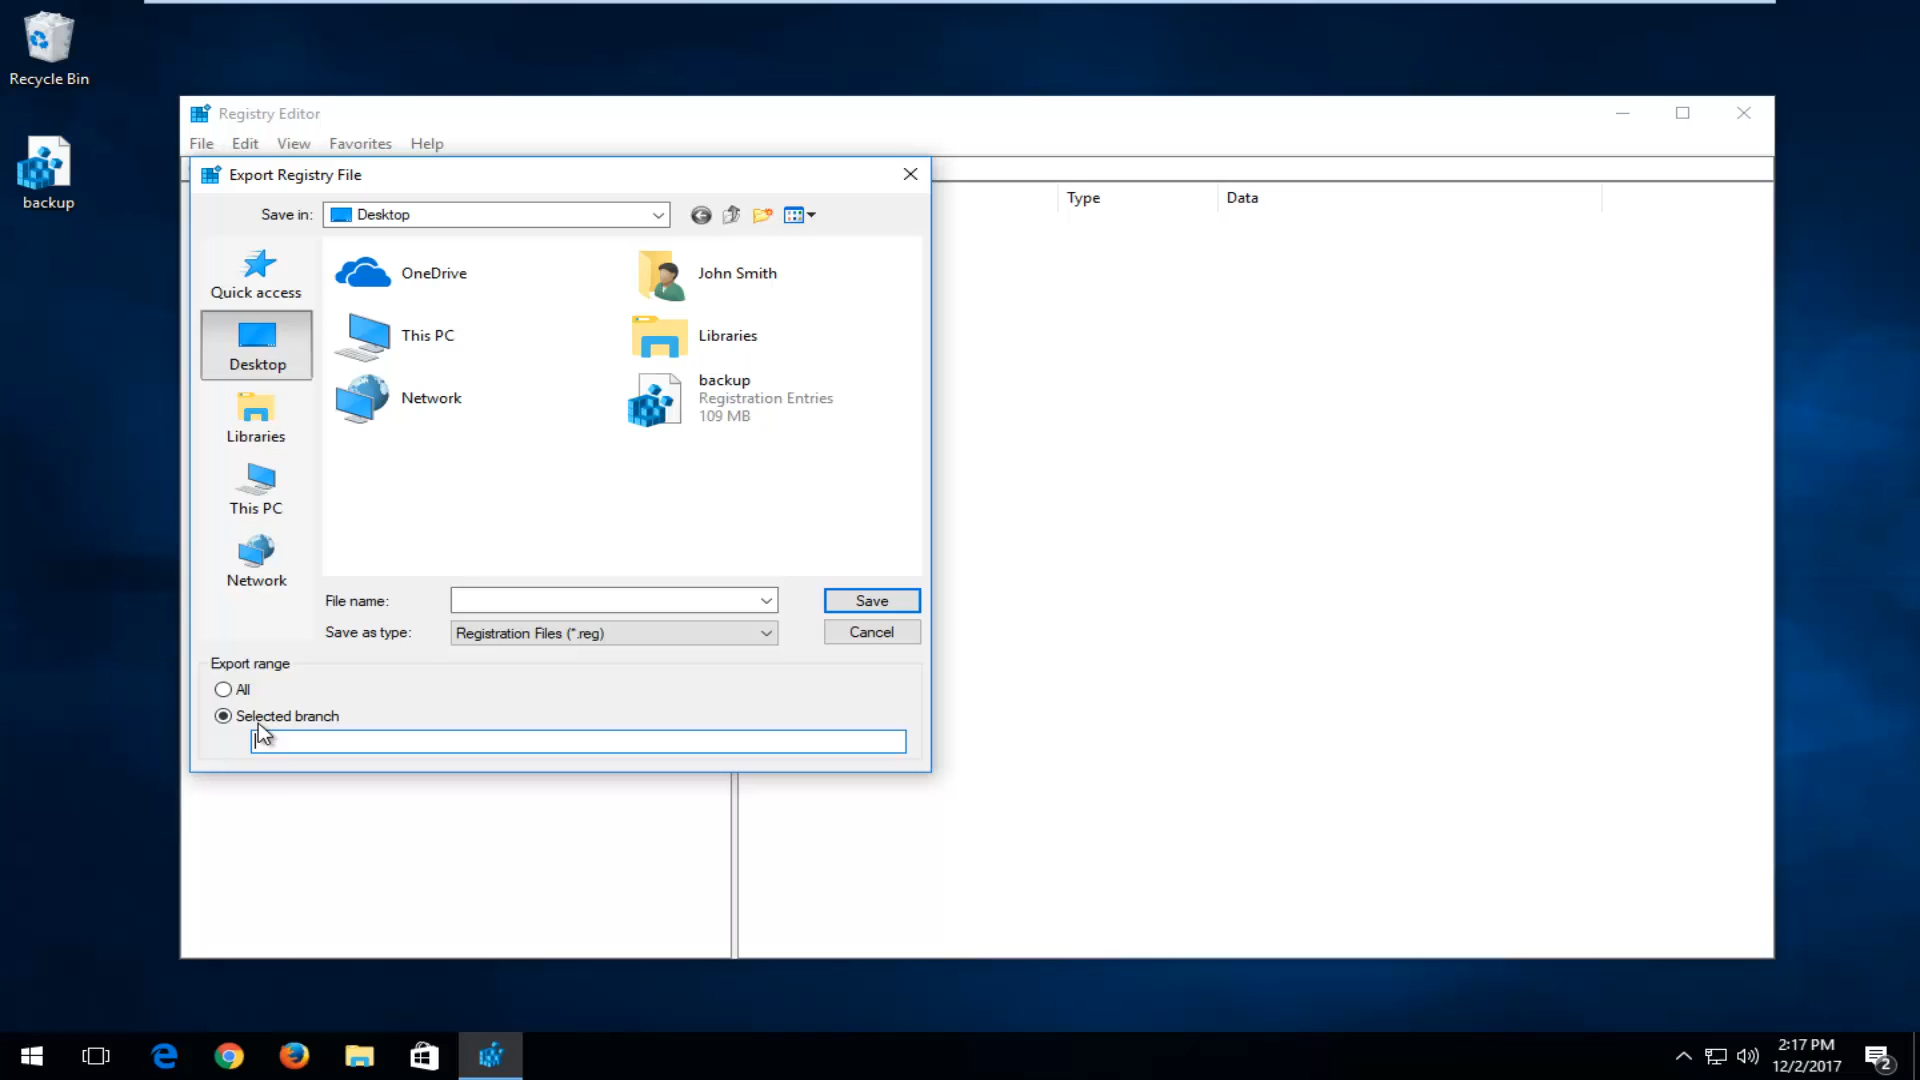 Recycle Bin
backup
Registry Editor
File Edit View Favorites Help
Export Registry File
Type Data
Save in: Desktop
Quick access
Desktop
Libraries
This PC
Network
OneDrive
John Smith
This PC
Libraries
Network
backup
Registration Entries
109 MB
File name:
Save
Save as type: Registration Files (*.reg)
Cancel
Export range
All
Selected branch
2:17 PM
12/2/2017
2